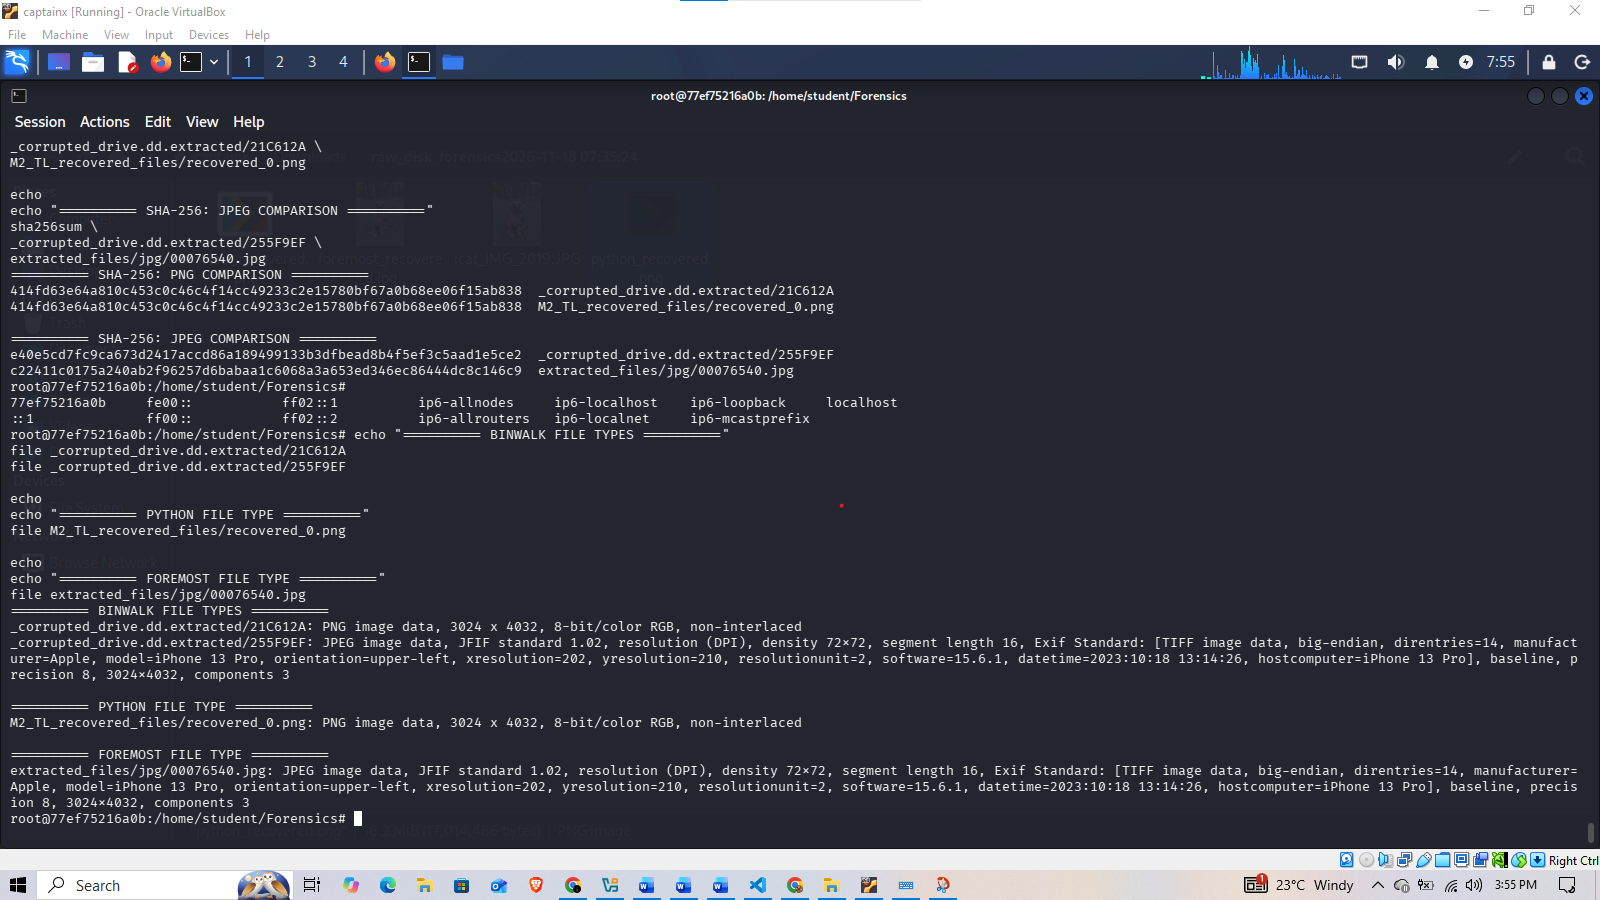 captainx [Running] - Oracle VirtualBox
File Machine View Input Devices Help
1 2 3 4 7:55
root@77ef75216a0b: /home/student/Forensics
Session Actions Edit View Help
_corrupted_drive.dd.extracted/21C612A \
M2_TL_recovered_files/recovered_0.png
echo
echo "========== SHA-256: JPEG COMPARISON =========="
sha256sum \
_corrupted_drive.dd.extracted/255F9EF \
extracted_files/jpg/00076540.jpg
========== SHA-256: PNG COMPARISON ==========
414fd63e64a810c453c0c46c4f14cc49233c2e15780bf67a0b68ee06f15ab838  _corrupted_drive.dd.extracted/21C612A
414fd63e64a810c453c0c46c4f14cc49233c2e15780bf67a0b68ee06f15ab838  M2_TL_recovered_files/recovered_0.png
========== SHA-256: JPEG COMPARISON ==========
e40e5cd7fc9ca673d2417accd86a189499133b3dfbead8b4f5ef3c5aad1e5ce2  _corrupted_drive.dd.extracted/255F9EF
c22411c0175a240ab2f96257d6babaa1c6068a3a653ed346ec86444dc8c146c9  extracted_files/jpg/00076540.jpg
root@77ef75216a0b:/home/student/Forensics#
77ef75216a0b fe00:: ff02::1 ip6-allnodes ip6-localhost ip6-loopback localhost
::1 ff00:: ff02::2 ip6-allrouters ip6-localnet ip6-mcastprefix
root@77ef75216a0b:/home/student/Forensics# echo "========== BINWALK FILE TYPES =========="
file _corrupted_drive.dd.extracted/21C612A
file _corrupted_drive.dd.extracted/255F9EF
echo
echo "========== PYTHON FILE TYPE =========="
file M2_TL_recovered_files/recovered_0.png
echo
echo "========== FOREMOST FILE TYPE =========="
file extracted_files/jpg/00076540.jpg
========== BINWALK FILE TYPES ==========
_corrupted_drive.dd.extracted/21C612A: PNG image data, 3024 x 4032, 8-bit/color RGB, non-interlaced
_corrupted_drive.dd.extracted/255F9EF: JPEG image data, JFIF standard 1.02, resolution (DPI), density 72×72, segment length 16, Exif Standard: [TIFF image data, big-endian, direntries=14, manufact
urer=Apple, model=iPhone 13 Pro, orientation=upper-left, xresolution=202, yresolution=210, resolutionunit=2, software=15.6.1, datetime=2023:10:18 13:14:26, hostcomputer=iPhone 13 Pro], baseline, p
recision 8, 3024×4032, components 3
========== PYTHON FILE TYPE ==========
M2_TL_recovered_files/recovered_0.png: PNG image data, 3024 x 4032, 8-bit/color RGB, non-interlaced
========== FOREMOST FILE TYPE ==========
extracted_files/jpg/00076540.jpg: JPEG image data, JFIF standard 1.02, resolution (DPI), density 72×72, segment length 16, Exif Standard: [TIFF image data, big-endian, direntries=14, manufacturer=
Apple, model=iPhone 13 Pro, orientation=upper-left, xresolution=202, yresolution=210, resolutionunit=2, software=15.6.1, datetime=2023:10:18 13:14:26, hostcomputer=iPhone 13 Pro], baseline, precis
ion 8, 3024×4032, components 3
root@77ef75216a0b:/home/student/Forensics#
Right Ctrl
Search 1 23°C Windy 3:55 PM